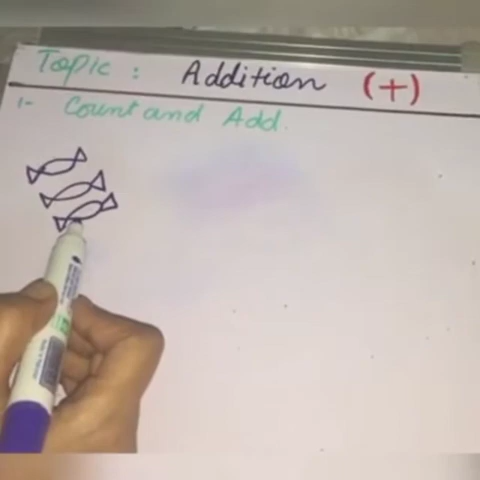 Topic : Addition (+)
1- Count and Add.